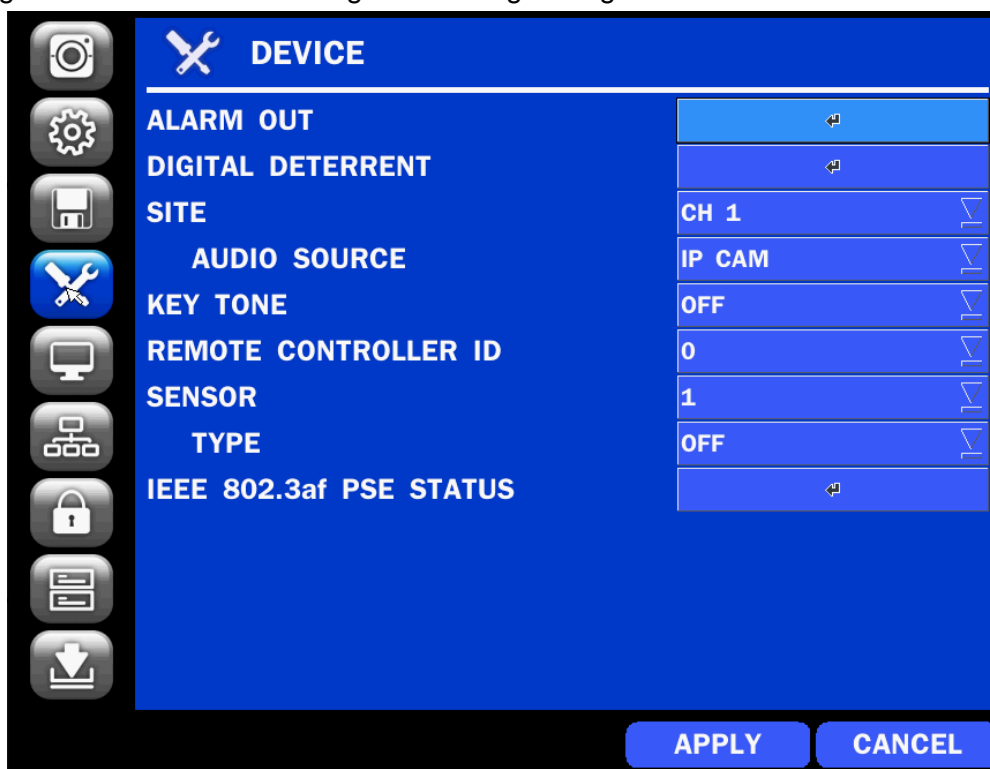 DEVICE
ALARM OUT
DIGITAL DETERRENT
SITE CH 1
AUDIO SOURCE IP CAM
KEY TONE OFF
REMOTE CONTROLLER ID 0
SENSOR 1
TYPE OFF
IEEE 802.3af PSE STATUS
APPLY CANCEL